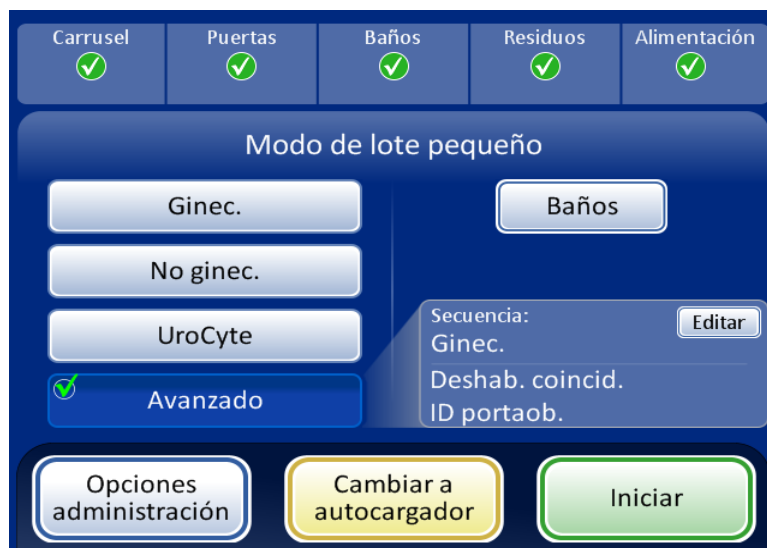 Carrusel
Puertas
Baños
Residuos
Alimentación
Modo de lote pequeño
Ginec.
Baños
No ginec.
UroCyte
Secuencia:
Editar
Ginec.
Avanzado
Deshab. coincid.
ID portaob.
Opciones
administración
Cambiar a
autocargador
Iniciar